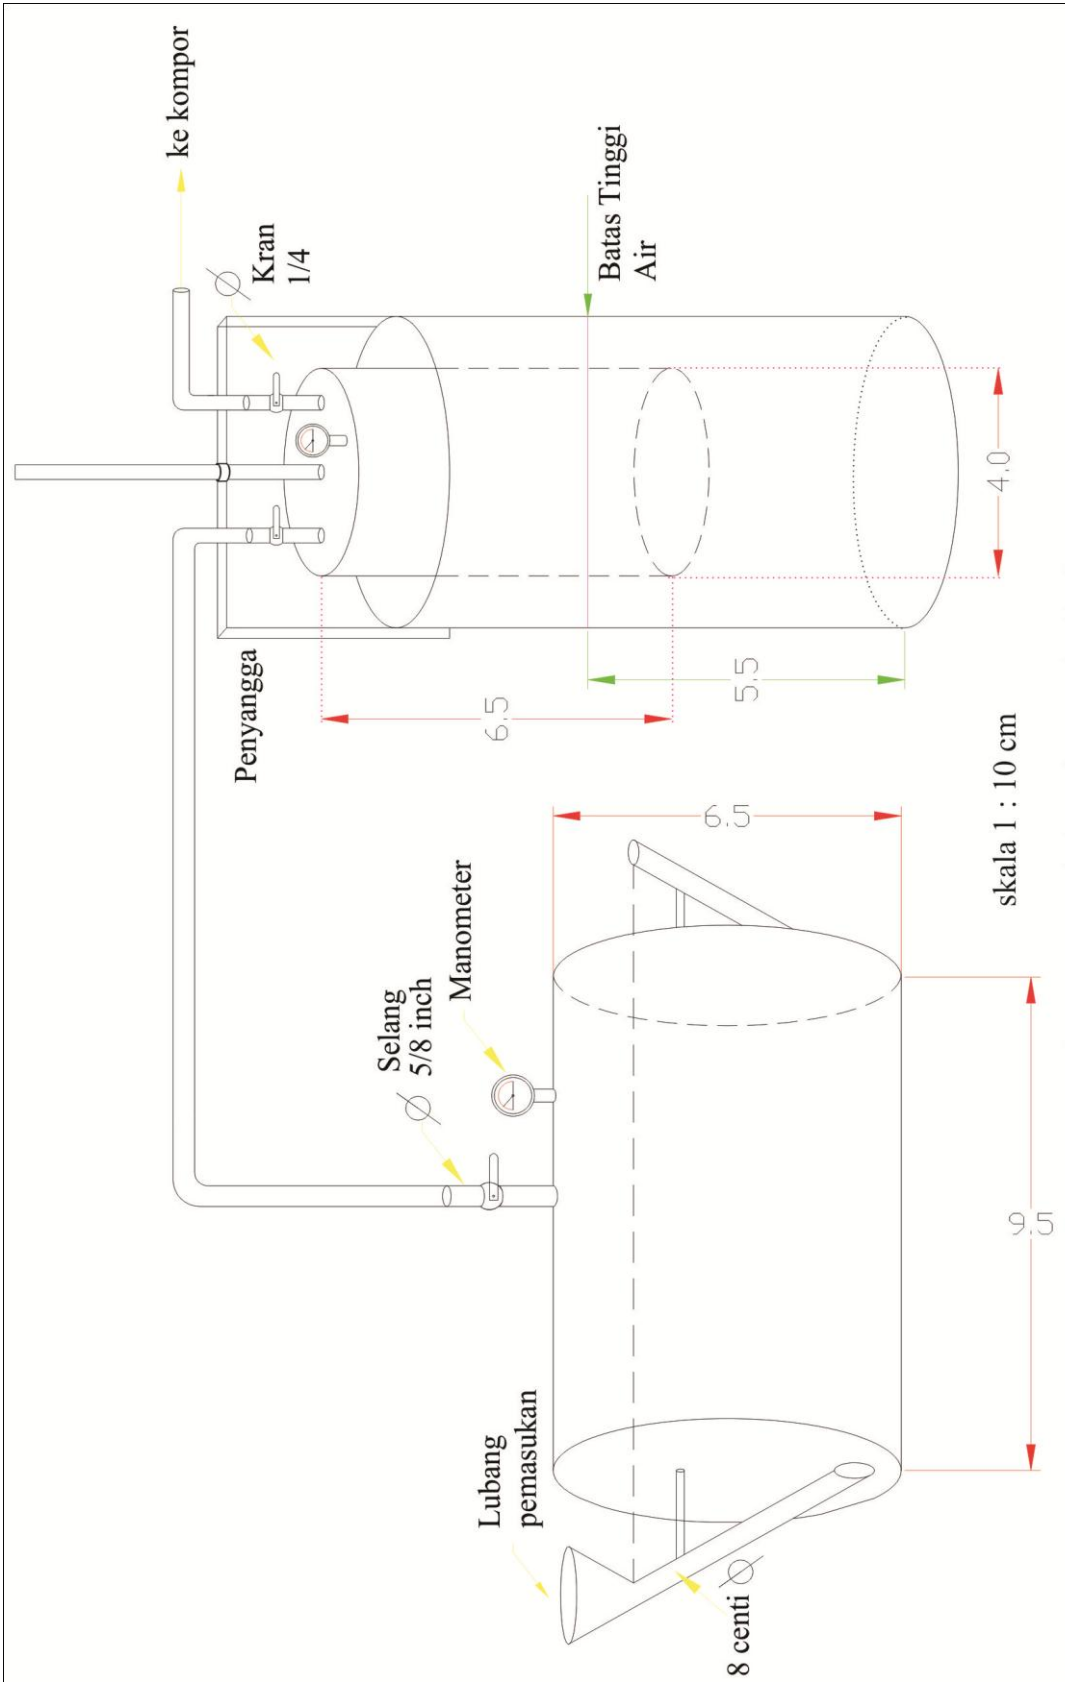 ke kompor
Kran
1/4
Batas Tinggi
Air
Penyangga
6.5
5.5
4.0
Selang
5/8 inch
Manometer
6.5
Lubang
pemasukan
8 centi
9.5
skala 1 : 10 cm